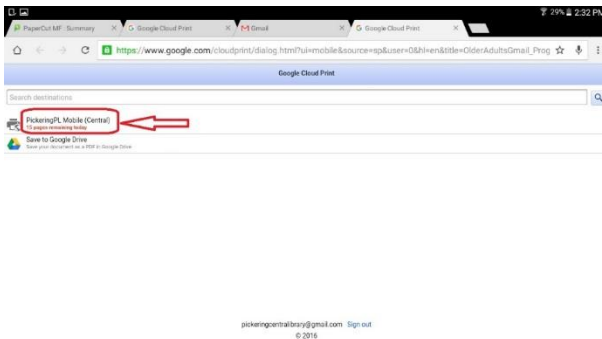 29% 2:32 PM
PaperCut MF : Summary
Google Cloud Print
Gmail
Google Cloud Print
https://www.google.com/cloudprint/dialog.html?ui=mobile&source=sp&user=0&hl=en&title=OlderAdultsGmail_Prog
Google Cloud Print
Search destinations
PickeringPL Mobile (Central)
15 pages remaining today
Save to Google Drive
Save your document as a PDF in Google Drive
pickeringcentralibrary@gmail.com Sign out
© 2016